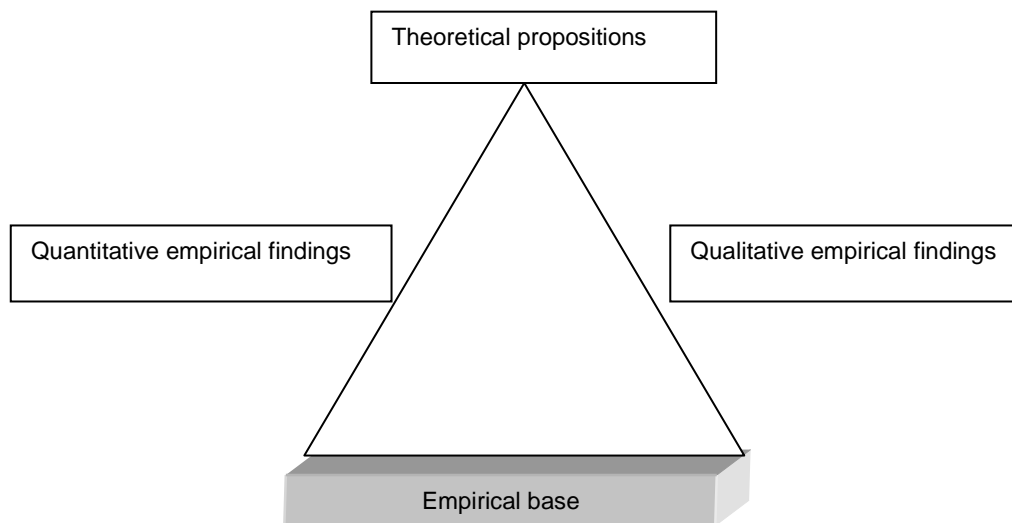 Theoretical propositions
Quantitative empirical findings
Qualitative empirical findings
Empirical base